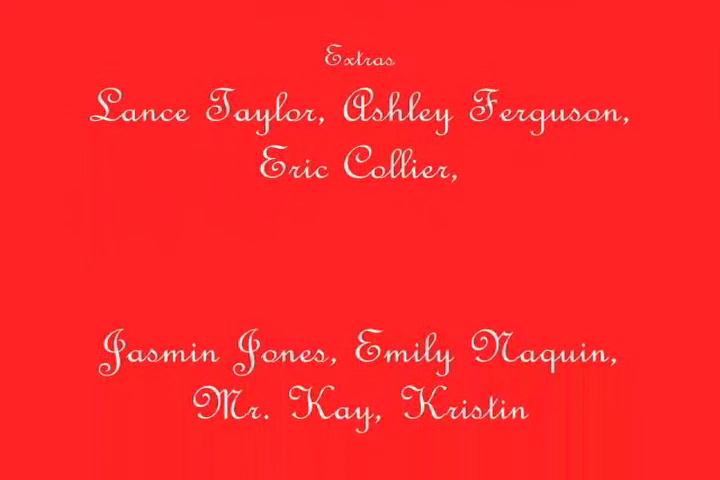 Extras
Lance Taylor, Ashley Ferguson,
Eric Collier,
Jasmin Jones, Emily Naquin,
Mr. Kay, Kristin